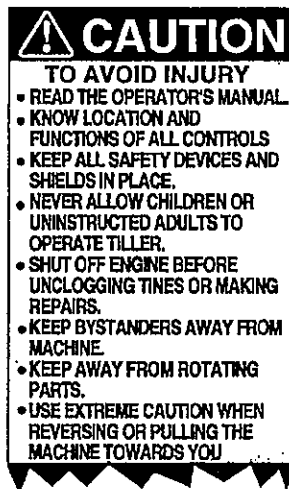 CAUTION
TO AVOID INJURY
• READ THE OPERATOR'S MANUAL.
• KNOW LOCATION AND
FUNCTIONS OF ALL CONTROLS
• KEEP ALL SAFETY DEVICES AND
SHIELDS IN PLACE.
• NEVER ALLOW CHILDREN OR
UNINSTRUCTED ADULTS TO
OPERATE TILLER.
• SHUT OFF ENGINE BEFORE
UNCLOGGING TINES OR MAKING
REPAIRS.
• KEEP BYSTANDERS AWAY FROM
MACHINE.
• KEEP AWAY FROM ROTATING
PARTS.
• USE EXTREME CAUTION WHEN
REVERSING OR PULLING THE
MACHINE TOWARDS YOU